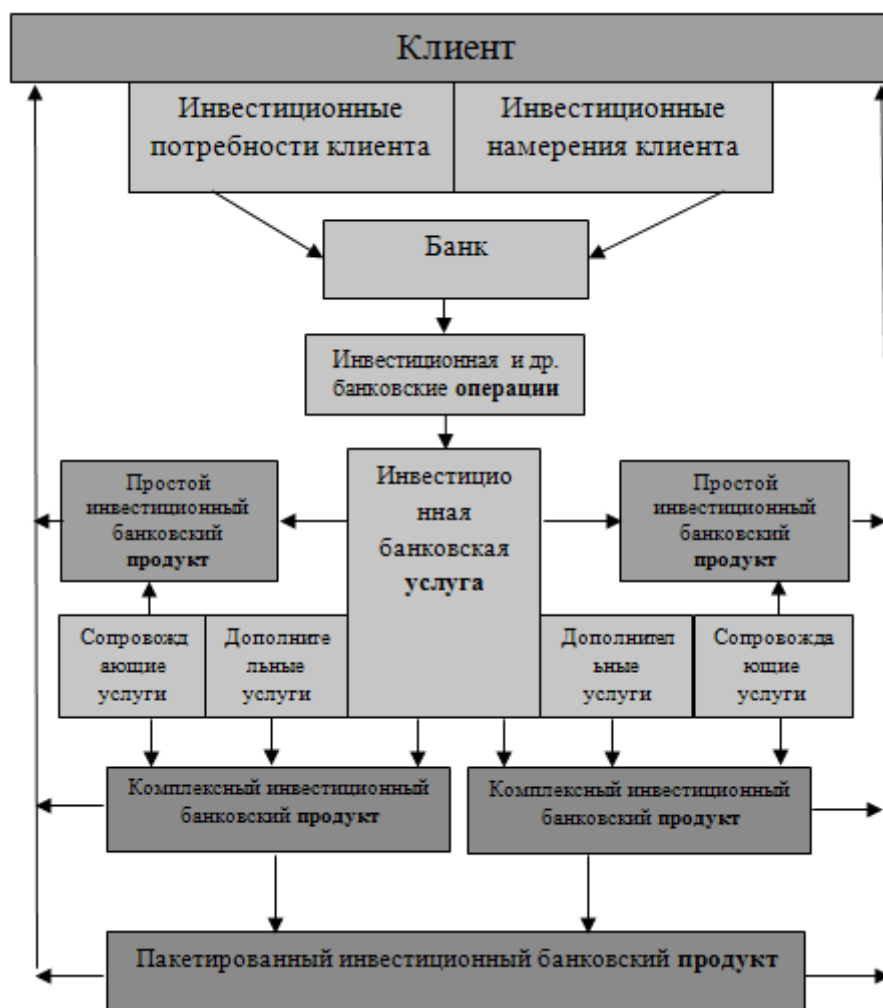 Клиент
Инвестиционные
потребности клиента
Инвестиционные
намерения клиента
Банк
Инвестиционная и др.
банковские операции
Простой
инвестиционный
банковский
продукт
Инвестицио
нная
банковская
услуга
Простой
инвестиционный
банковский
продукт
Сопровожд
ающие
услуги
Дополните
льные
услуги
Дополнител
ьные
услуги
Сопровожда
ющие
услуги
Комплексный инвестиционный
банковский продукт
Комплексный инвестиционный
банковский продукт
Пакетированный инвестиционный банковский продукт